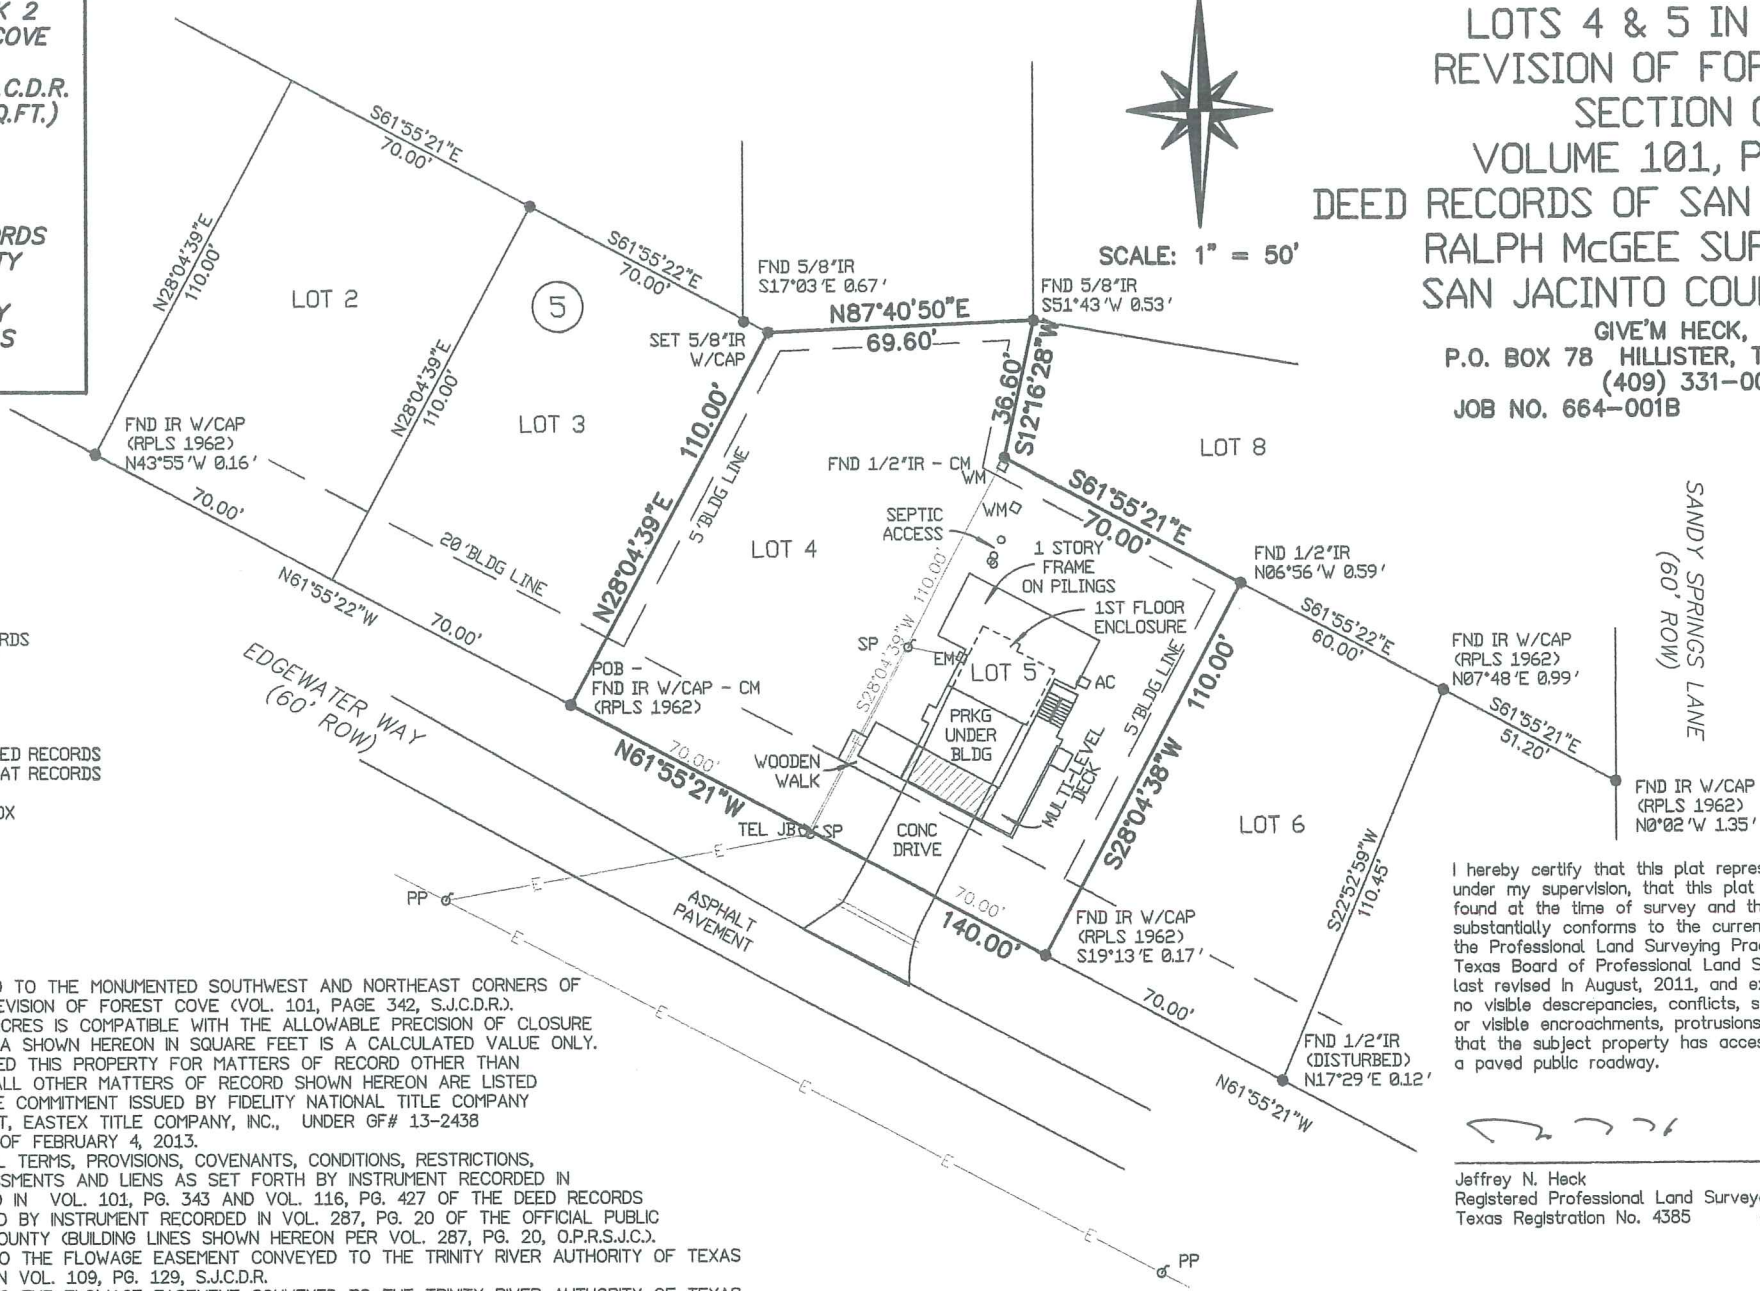 K 2
COVE
.C.D.R.
Q.FT.)
ORDS
TY
Y
S
LOTS 4 & 5 IN
REVISION OF FOR
SECTION
VOLUME 101, P
DEED RECORDS OF SAN
RALPH McGEE SUR
SAN JACINTO COU
GIVE'M HECK,
P.O. BOX 78 HILLISTER, T
(409) 331-00
JOB NO. 664-001B
SCALE: 1" = 50'
S61°55'21"E
70.00'
N28°04'39"E
110.00'
LOT 2
5
S61°55'22"E
70.00'
FND 5/8"IR
S17°03'E 0.67'
N87°40'50"E
69.60'
FND 5/8"IR
S51°43'W 0.53'
SET 5/8"IR
W/CAP
36.60'
S12°16'28"W
N28°04'39"E
110.00'
LOT 3
110.00'
N28°04'39"E
5'BLDG LINE
FND IR W/CAP
(RPLS 1962)
N43°55'W 0.16'
70.00'
FND 1/2"IR - CM
WM
WM
LOT 8
S61°55'21"E
70.00'
SEPTIC
ACCESS
LOT 4
1 STORY
FRAME
ON PILINGS
1ST FLOOR
ENCLOSURE
FND 1/2"IR
N06°56'W 0.59'
SANDY SPRINGS LANE
(60' ROW)
20'BLDG LINE
N61°55'22"W
70.00'
S28°04'39"W 110.00'
SP
EM
LOT 5
AC
S61°55'22"E
60.00'
FND IR W/CAP
(RPLS 1962)
N07°48'E 0.99'
S61°55'21"E
51.20'
RDS
EDGEWATER WAY
(60' ROW)
POB -
FND IR W/CAP - CM
(RPLS 1962)
PRKG
UNDER
BLDG
5'BLDG LINE
110.00'
S28°04'38"W
MULTI-LEVEL
DECK
70.00'
N61°55'21"W
WOODEN
WALK
ED RECORDS
AT RECORDS
OX
FND IR W/CAP
(RPLS 1962)
N0°02'W 1.35'
TEL JB
SP
CONC
DRIVE
LOT 6
S22°52'59"W
110.45'
E
E
PP
ASPHALT
PAVEMENT
70.00'
140.00'
FND IR W/CAP
(RPLS 1962)
S19°13'E 0.17'
70.00'
FND 1/2"IR
(DISTURBED)
N17°29'E 0.12'
N61°55'21"W
E
E
E
E
E
PP
I hereby certify that this plat repres
under my supervision, that this plat
found at the time of survey and th
substantially conforms to the curren
the Professional Land Surveying Prac
Texas Board of Professional Land S
last revised in August, 2011, and e
no visible descrepancies, conflicts, s
or visible encroachments, protrusions
that the subject property has acces
a paved public roadway.
Jeffrey N. Heck
Registered Professional Land Survey
Texas Registration No. 4385
TO THE MONUMENTED SOUTHWEST AND NORTHEAST CORNERS OF
EVISION OF FOREST COVE (VOL. 101, PAGE 342, S.J.C.D.R.).
CRES IS COMPATIBLE WITH THE ALLOWABLE PRECISION OF CLOSURE
A SHOWN HEREON IN SQUARE FEET IS A CALCULATED VALUE ONLY.
ED THIS PROPERTY FOR MATTERS OF RECORD OTHER THAN
ALL OTHER MATTERS OF RECORD SHOWN HEREON ARE LISTED
E COMMITMENT ISSUED BY FIDELITY NATIONAL TITLE COMPANY
T, EASTEX TITLE COMPANY, INC., UNDER GF# 13-2438
OF FEBRUARY 4, 2013.
L TERMS, PROVISIONS, COVENANTS, CONDITIONS, RESTRICTIONS,
SSMENTS AND LIENS AS SET FORTH BY INSTRUMENT RECORDED IN
IN VOL. 101, PG. 343 AND VOL. 116, PG. 427 OF THE DEED RECORDS
D BY INSTRUMENT RECORDED IN VOL. 287, PG. 20 OF THE OFFICIAL PUBLIC
OUNTY (BUILDING LINES SHOWN HEREON PER VOL. 287, PG. 20, O.P.R.S.J.C.).
O THE FLOWAGE EASEMENT CONVEYED TO THE TRINITY RIVER AUTHORITY OF TEXAS
N VOL. 109, PG. 129, S.J.C.D.R.
THE FLOWAGE EASEMENT CONVEYED TO THE TRINITY RIVER AUTHORITY OF TEXAS